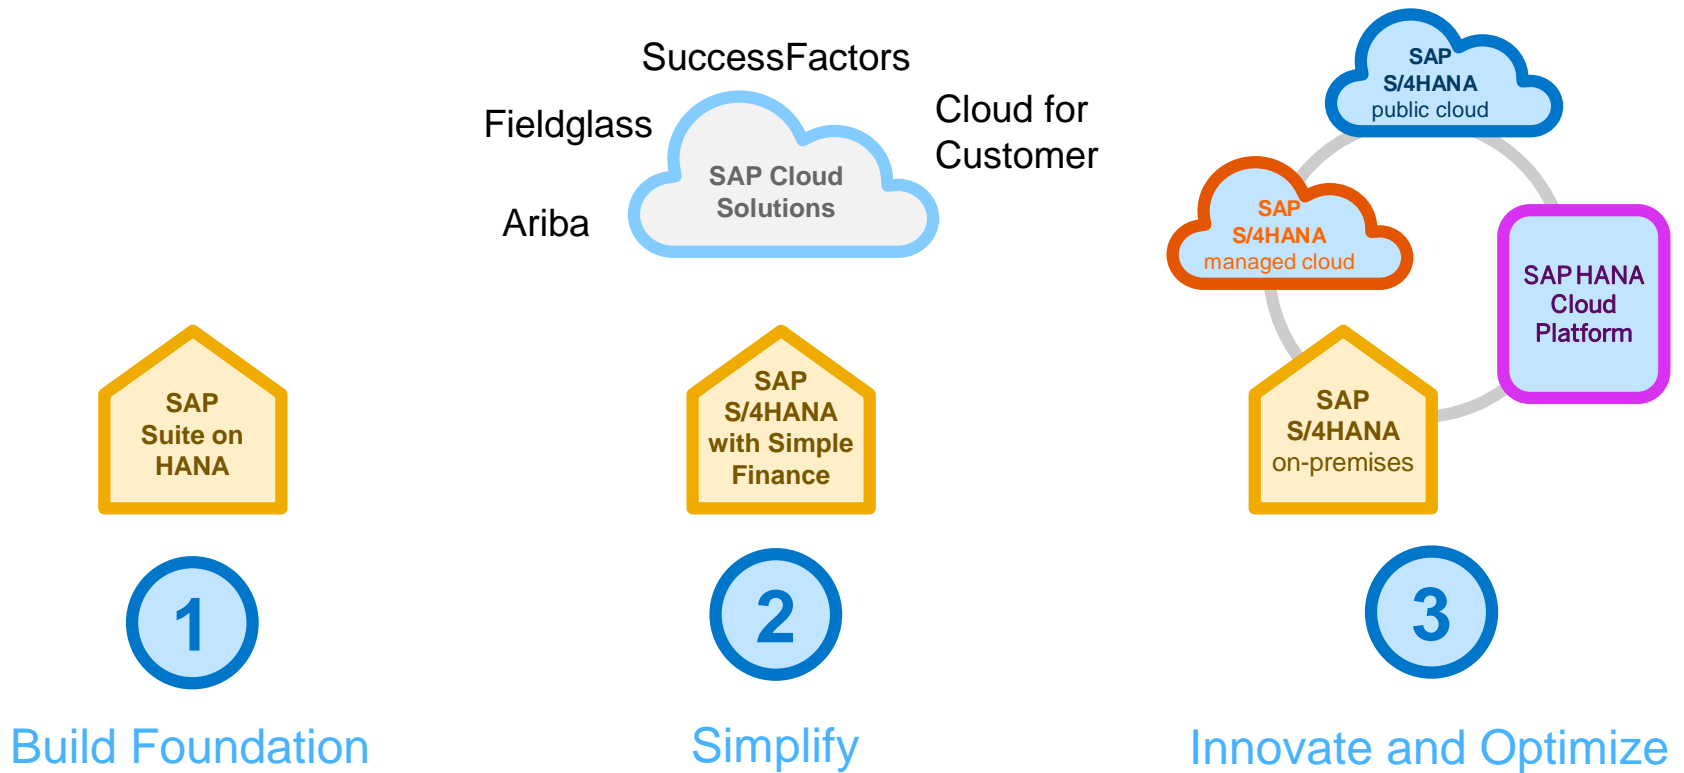 SuccessFactors
Fieldglass
Cloud for
Customer
Ariba
SAP Cloud
Solutions
SAP
S/4HANA
public cloud
SAP
S/4HANA
managed cloud
SAP HANA
Cloud
Platform
SAP
Suite on
HANA
SAP
S/4HANA
with Simple
Finance
SAP
S/4HANA
on-premises
1
2
3
Build Foundation
Simplify
Innovate and Optimize